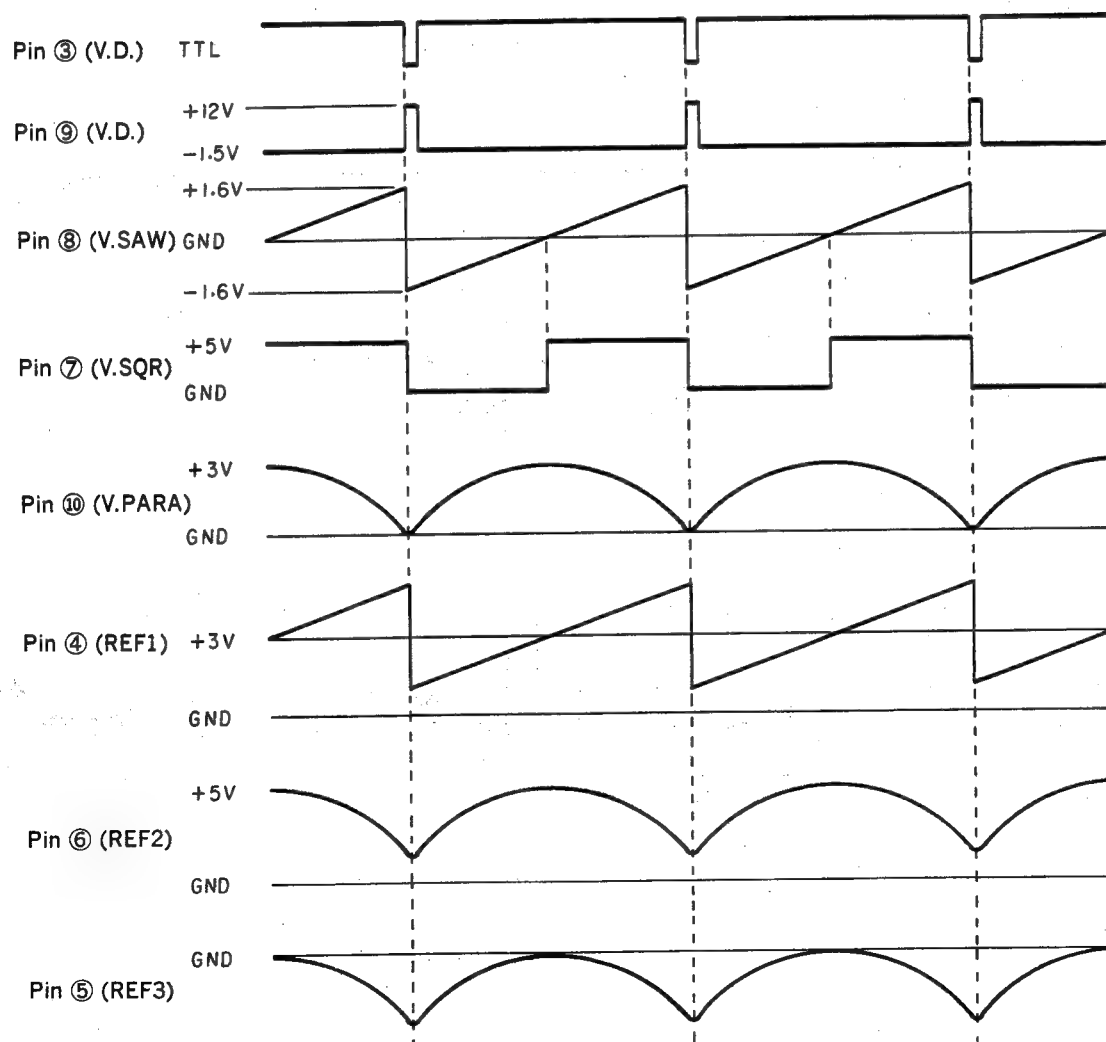 Pin ③ (V.D.) TTL
+12V
Pin ⑨ (V.D.)
-1.5V
+1.6V
Pin ⑧ (V.SAW) GND
-1.6V
+5V
Pin ⑦ (V.SQR)
GND
+3V
Pin ⑩ (V.PARA)
GND
Pin ④ (REF1) +3V
GND
+5V
Pin ⑥ (REF2)
GND
GND
Pin ⑤ (REF3)